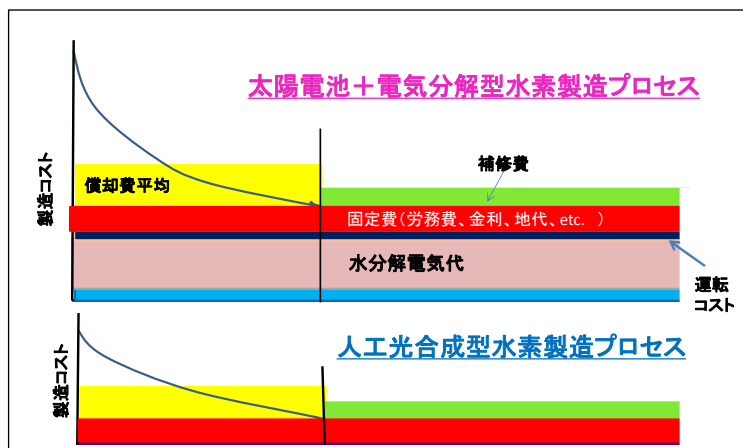 太陽電池＋電気分解型水素製造プロセス
製造コスト
償却費平均
補修費
固定費（労務費、金利、地代、etc. ）
水分解電気代
運転
コスト
人工光合成型水素製造プロセス
製造コスト